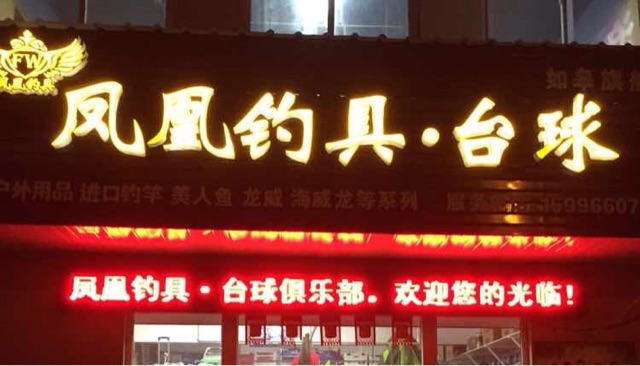 FW
凤凰钓具
如皋旗
凤凰钓具·台球
户外用品 进口钓竿 美人鱼 龙威 海威龙等系列
凤凰钓具·台球俱乐部。欢迎您的光临!